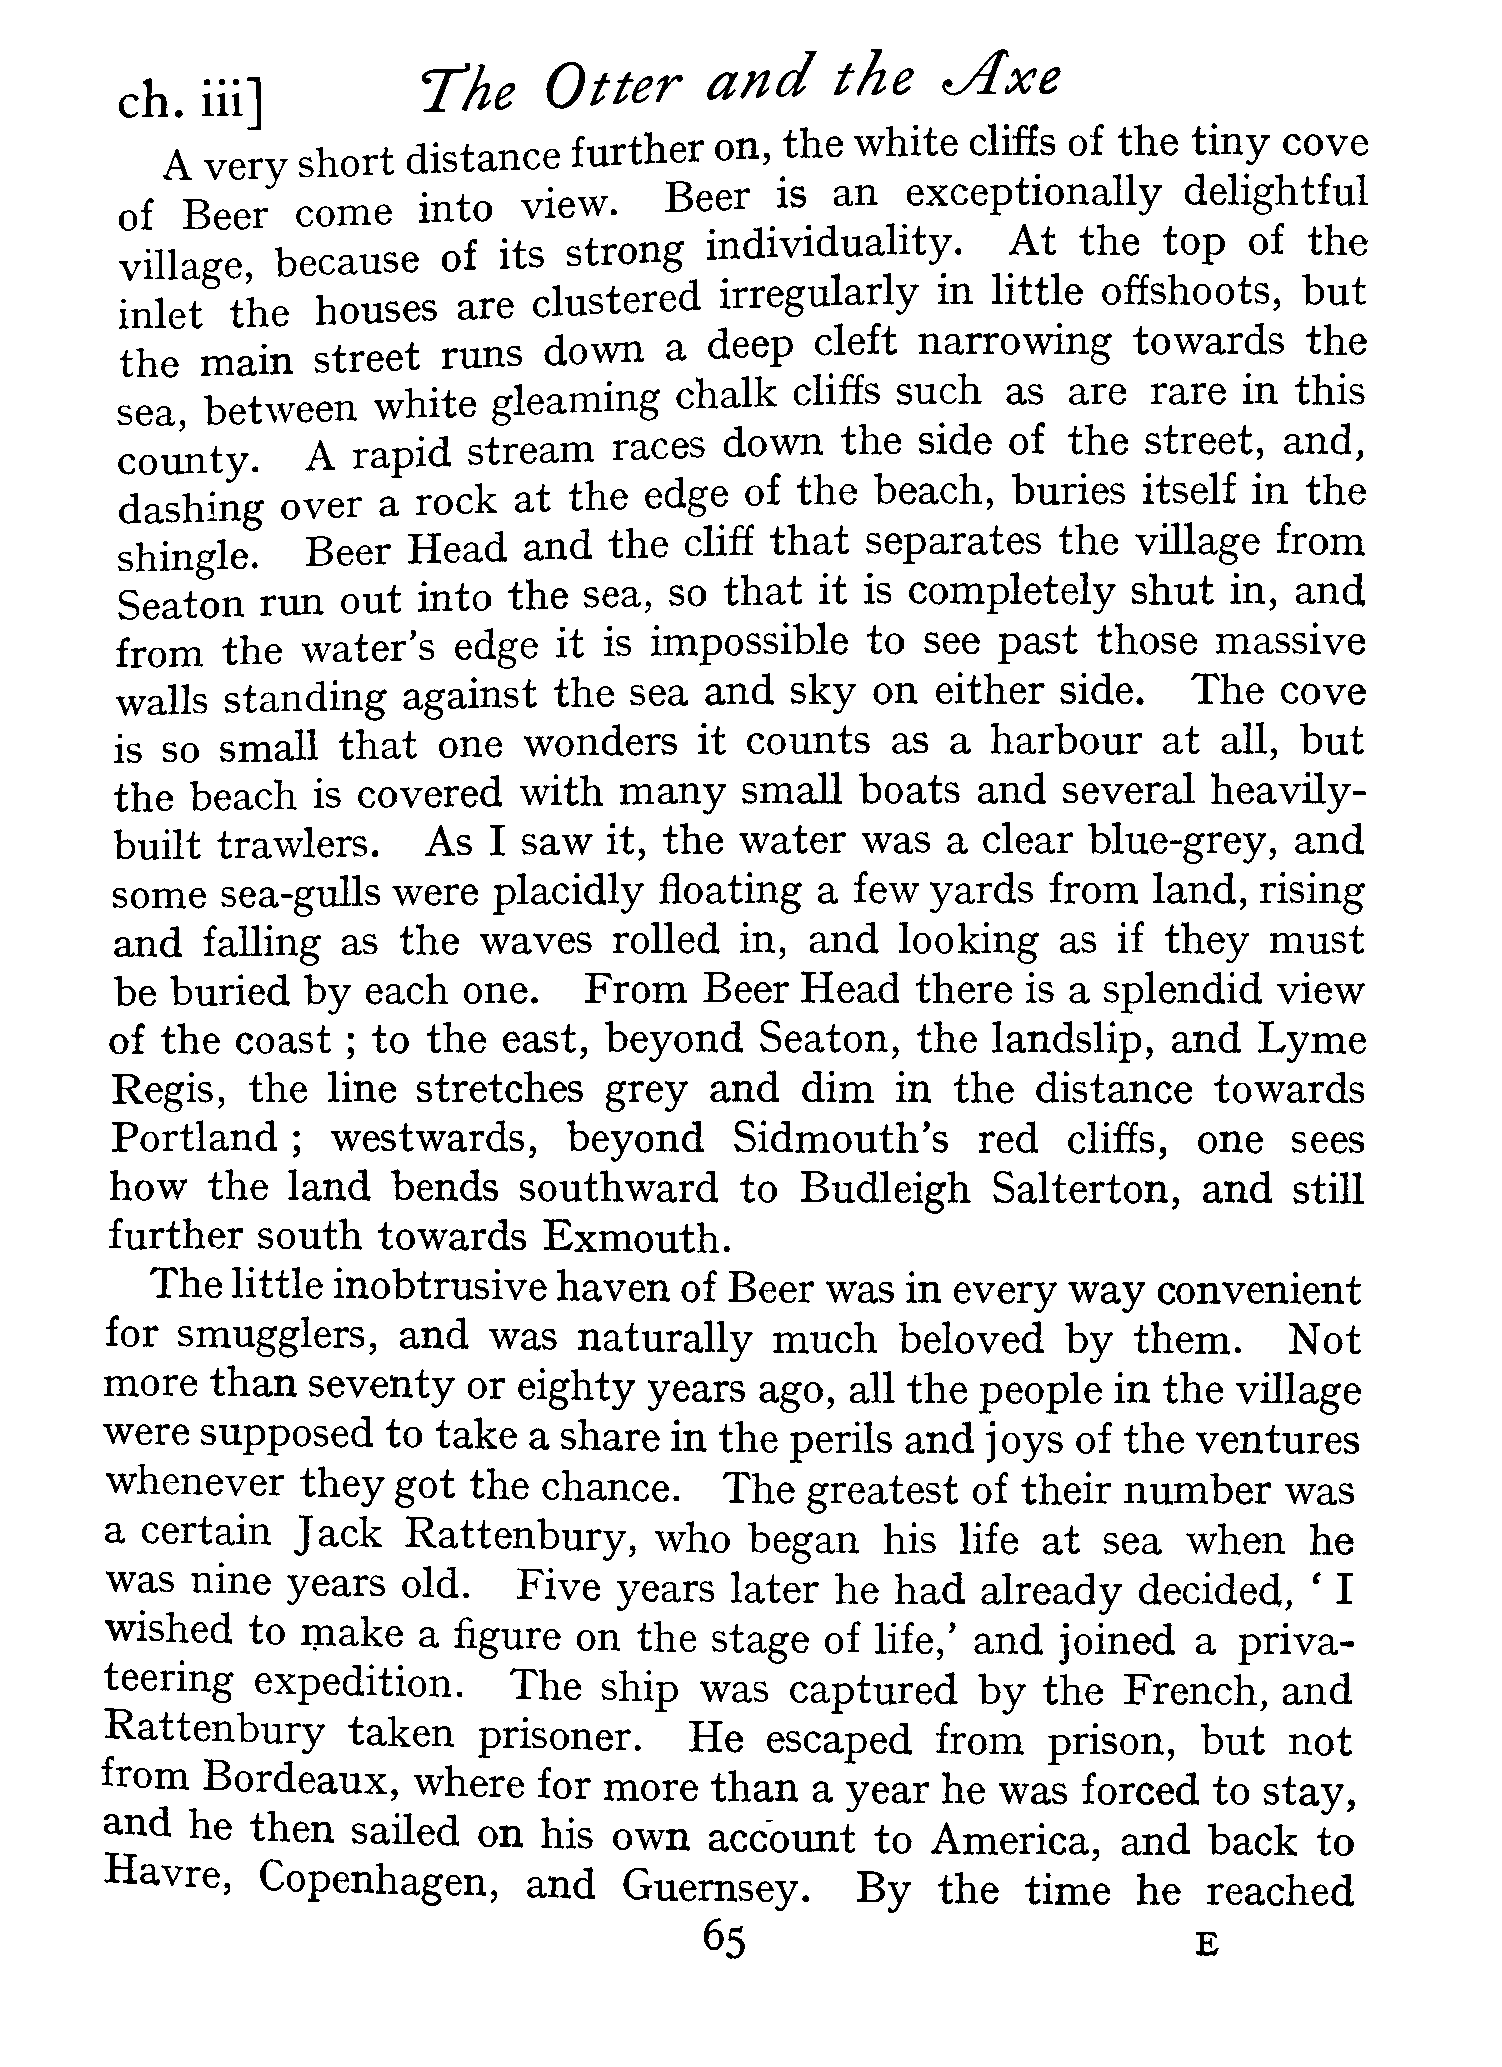 ch. iii] The Otter and the Axe
A very short distance further on, the white cliffs of the tiny cove
of Beer come into view. Beer is an exceptionally delightful
village, because of its strong individuality. At the top of the
inlet the houses are clustered irregularly in little offshoots, but
the main street runs down a deep cleft narrowing towards the
sea, between white gleaming chalk cliffs such as are rare in this
county. A rapid stream races down the side of the street, and,
dashing over a rock at the edge of the beach, buries itself in the
shingle. Beer Head and the cliff that separates the village from
Seaton run out into the sea, so that it is completely shut in, and
from the water's edge it is impossible to see past those massive
walls standing against the sea and sky on either side. The cove
is so small that one wonders it counts as a harbour at all, but
the beach is covered with many small boats and several heavily-
built trawlers. As I saw it, the water was a clear blue-grey, and
some sea-gulls were placidly floating a few yards from land, rising
and falling as the waves rolled in, and looking as if they must
be buried by each one. From Beer Head there is a splendid view
of the coast ; to the east, beyond Seaton, the landslip, and Lyme
Regis, the line stretches grey and dim in the distance towards
Portland ; westwards, beyond Sidmouth's red cliffs, one sees
how the land bends southward to Budleigh Salterton, and still
further south towards Exmouth.
The little inobtrusive haven of Beer was in every way convenient
for smugglers, and was naturally much beloved by them. Not
more than seventy or eighty years ago, all the people in the village
were supposed to take a share in the perils and joys of the ventures
whenever they got the chance. The greatest of their number was
a certain Jack Rattenbury, who began his life at sea when he
was nine years old. Five years later he had already decided, ‘ I
wished to make a figure on the stage of life,’ and joined a priva-
teering expedition. The ship was captured by the French, and
Rattenbury taken prisoner. He escaped from prison, but not
from Bordeaux, where for more than a year he was forced to stay,
and he then sailed on his own account to America, and back to
Havre, Copenhagen, and Guernsey. By the time he reached
65 E